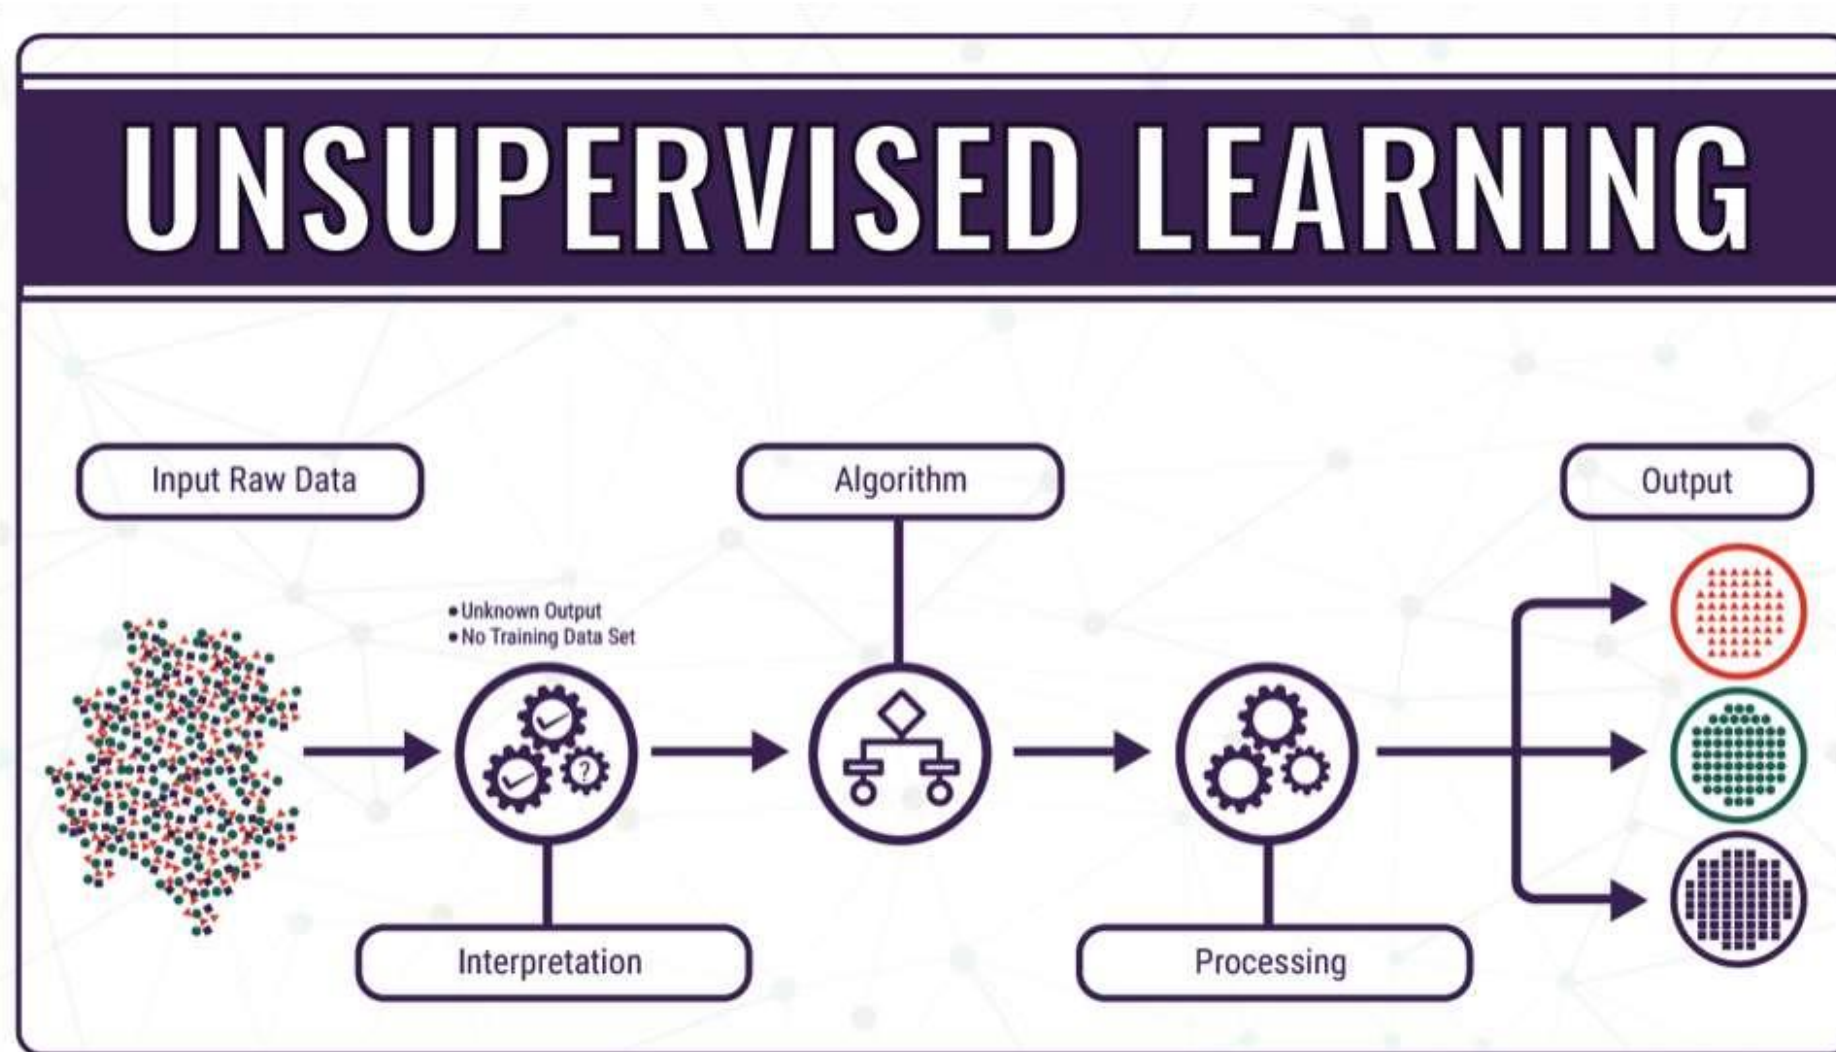 UNSUPERVISED LEARNING
Input Raw Data
Algorithm
Output
• Unknown Output
• No Training Data Set
?
Interpretation
Processing